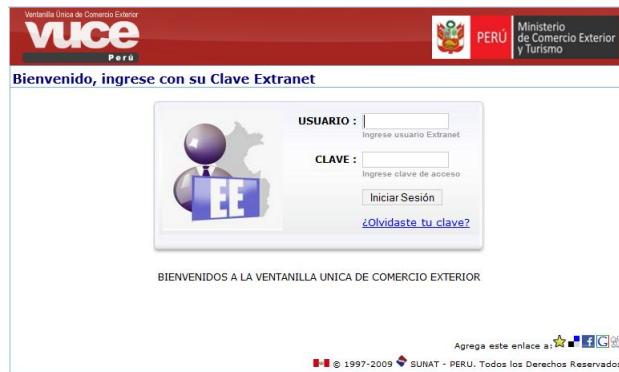 Ventanilla Única de Comercio Exterior
vuce
Perú
PERÚ
Ministerio
de Comercio Exterior
y Turismo
Bienvenido, ingrese con su Clave Extranet
USUARIO :
Ingrese usuario Extranet
CLAVE :
Ingrese clave de acceso
EE
Iniciar Sesión
¿Olvidaste tu clave?
BIENVENIDOS A LA VENTANILLA UNICA DE COMERCIO EXTERIOR
Agrega este enlace a:
© 1997-2009 SUNAT - PERU. Todos los Derechos Reservados